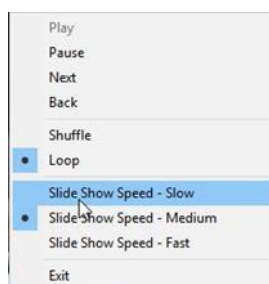 Play
Pause
Next
Back
Shuffle
Loop
Slide Show Speed - Slow
Slide Show Speed - Medium
Slide Show Speed - Fast
Exit